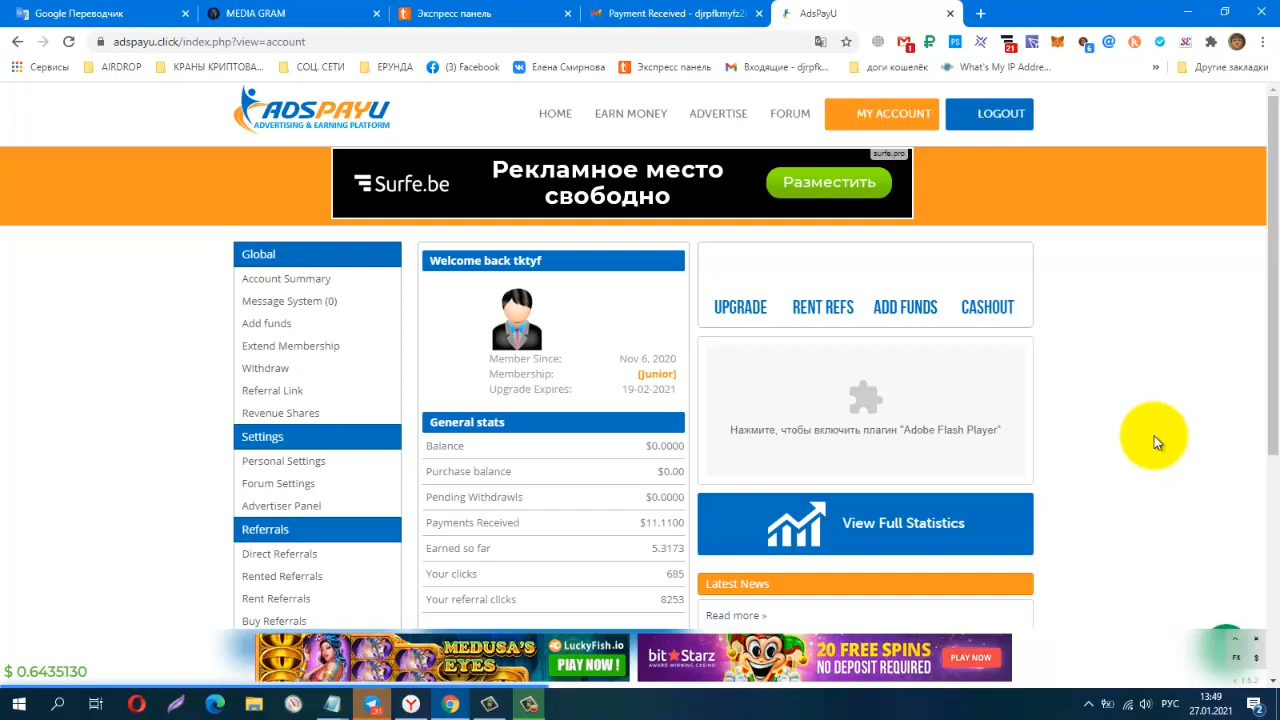 Google Переводчик
MEDIA GRAM
Экспресс панель
Payment Received - djrpfkmyfz2
AdsPayU
adspayu.click/index.php?view=account
Сервисы
AIRDROP
КРАНЫ КРИПТОВА...
СОЦ. СЕТИ
ЕРУНДА
(3) Facebook
Елена Смирнова
Экспресс панель
Входящие - djrpfk...
доги кошелёк
What's My IP Addre...
»
Другие закладки
ADSPAYU
ADVERTISING & EARNING PLATFORM
HOME
EARN MONEY
ADVERTISE
FORUM
MY ACCOUNT
LOGOUT
surfe.pro
Surfe.be
Рекламное место
свободно
Разместить
Global
Account Summary
Message System (0)
Add funds
Extend Membership
Withdraw
Referral Link
Revenue Shares
Settings
Personal Settings
Forum Settings
Advertiser Panel
Referrals
Direct Referrals
Rented Referrals
Rent Referrals
Buy Referrals
Welcome back tktyf
Member Since: Nov 6, 2020
Membership: [Junior]
Upgrade Expires: 19-02-2021
General stats
Balance $0.0000
Purchase balance $0.00
Pending Withdrawls $0.0000
Payments Received $11.1100
Earned so far 5.3173
Your clicks 685
Your referral clicks 8253
UPGRADE
RENT REFS
ADD FUNDS
CASHOUT
Нажмите, чтобы включить плагин "Adobe Flash Player"
View Full Statistics
Latest News
Read more »
MEDUSA'S
EYES
LuckyFish.io
PLAY NOW!
bitStarz
AWARD WINNING CASINO
20 FREE SPINS
NO DEPOSIT REQUIRED
PLAY NOW
FX $
v. 1.5.2
$ 0.6435130
РУС
13:49
27.01.2021